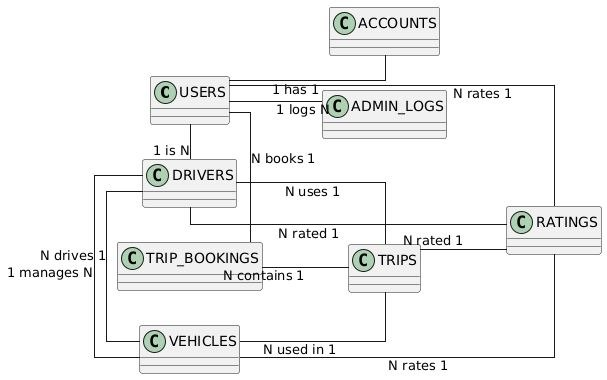 C ACCOUNTS
C USERS
1 has 1
N rates 1
C ADMIN_LOGS
1 logs N
1 is N
N books 1
C DRIVERS
N uses 1
C RATINGS
N rated 1
N rated 1
C TRIP_BOOKINGS
C TRIPS
N drives 1
1 manages N
N contains 1
C VEHICLES
N used in 1
N rates 1